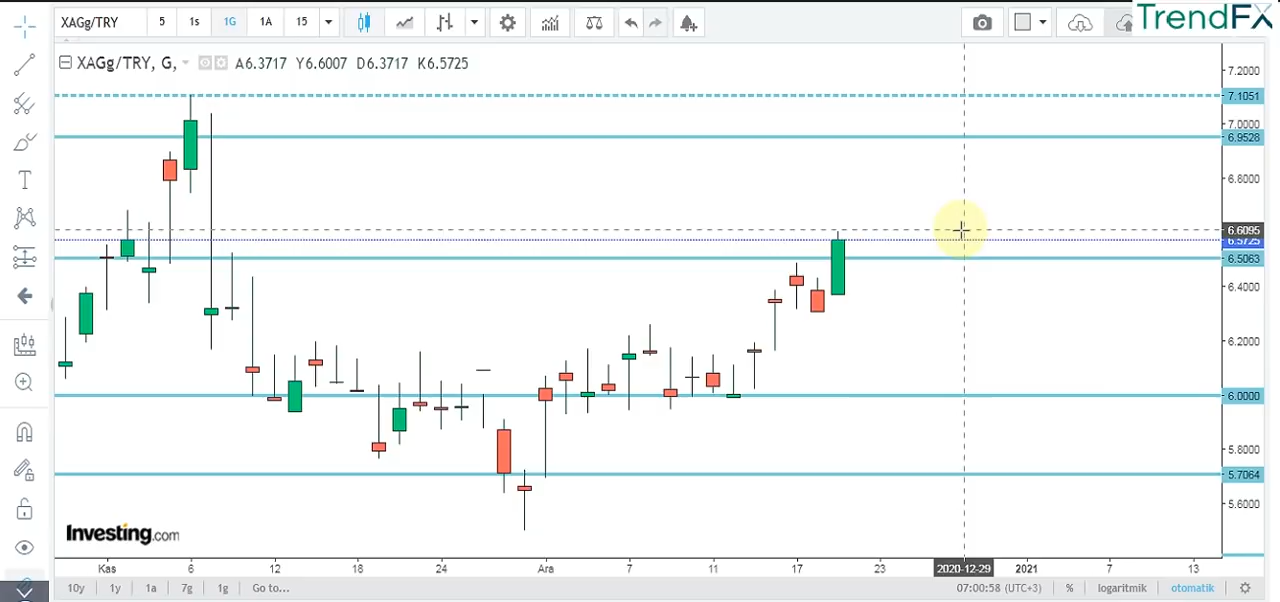 XAGg/TRY 5 1s 1G 1A 15
TrendFX
XAGg/TRY, G, A6.3717 Y6.6007 D6.3717 K6.5725
7.2000
7.1051
7.0000
6.9528
6.8000
6.6095
6.5725
6.5063
6.4000
6.2000
6.0000
5.8000
5.7064
5.6000
Investing.com
Kas 6 12 18 24 Ara 7 11 17 23 2020-12-29 2021 7 13
10y 1y 1a 7g 1g Go to... 07:00:58 (UTC+3) % logaritmik otomatik